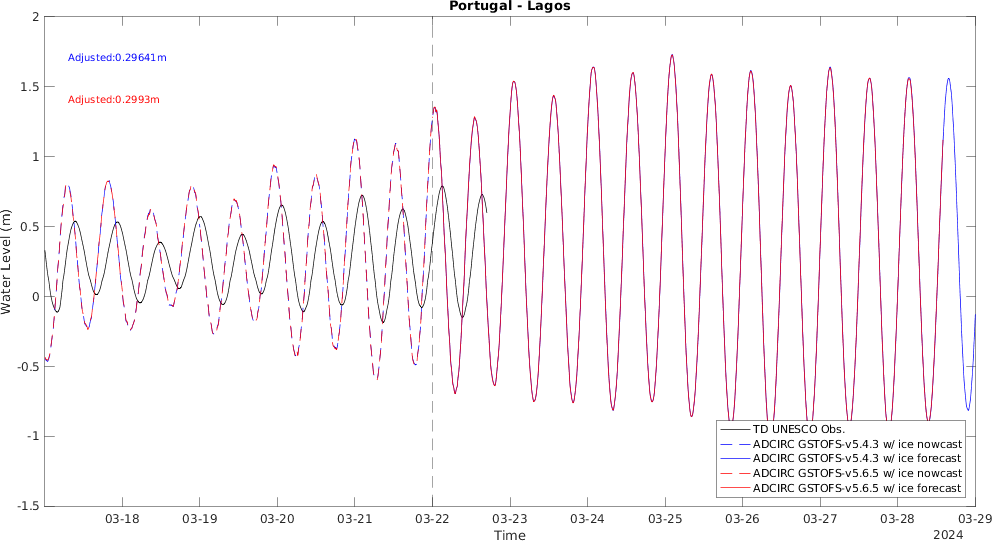 Portugal - Lagos
Adjusted:0.29641m
Adjusted:0.2993m
Water Level (m)
2
1.5
1
0.5
0
-0.5
-1
-1.5
TD UNESCO Obs.
ADCIRC GSTOFS-v5.4.3 w/ ice nowcast
ADCIRC GSTOFS-v5.4.3 w/ ice forecast
ADCIRC GSTOFS-v5.6.5 w/ ice nowcast
ADCIRC GSTOFS-v5.6.5 w/ ice forecast
03-18 03-19 03-20 03-21 03-22 03-23 03-24 03-25 03-26 03-27 03-28 03-29
Time
2024